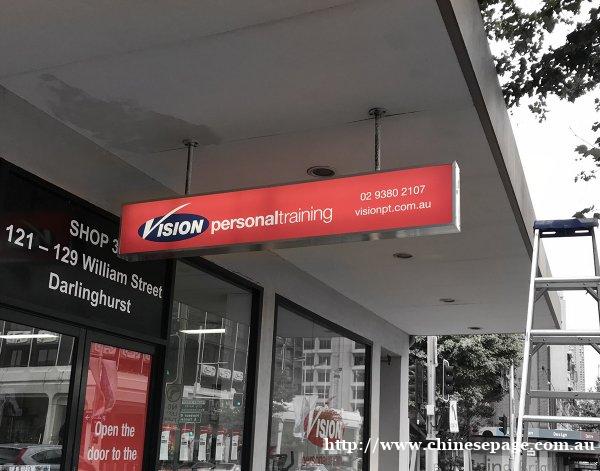 VISION personaltraining
02 9380 2107
visionpt.com.au
SHOP 3
121 – 129 William Street
Darlinghurst
Open the
door to the
VISION
http://www.chinesepage.com.au